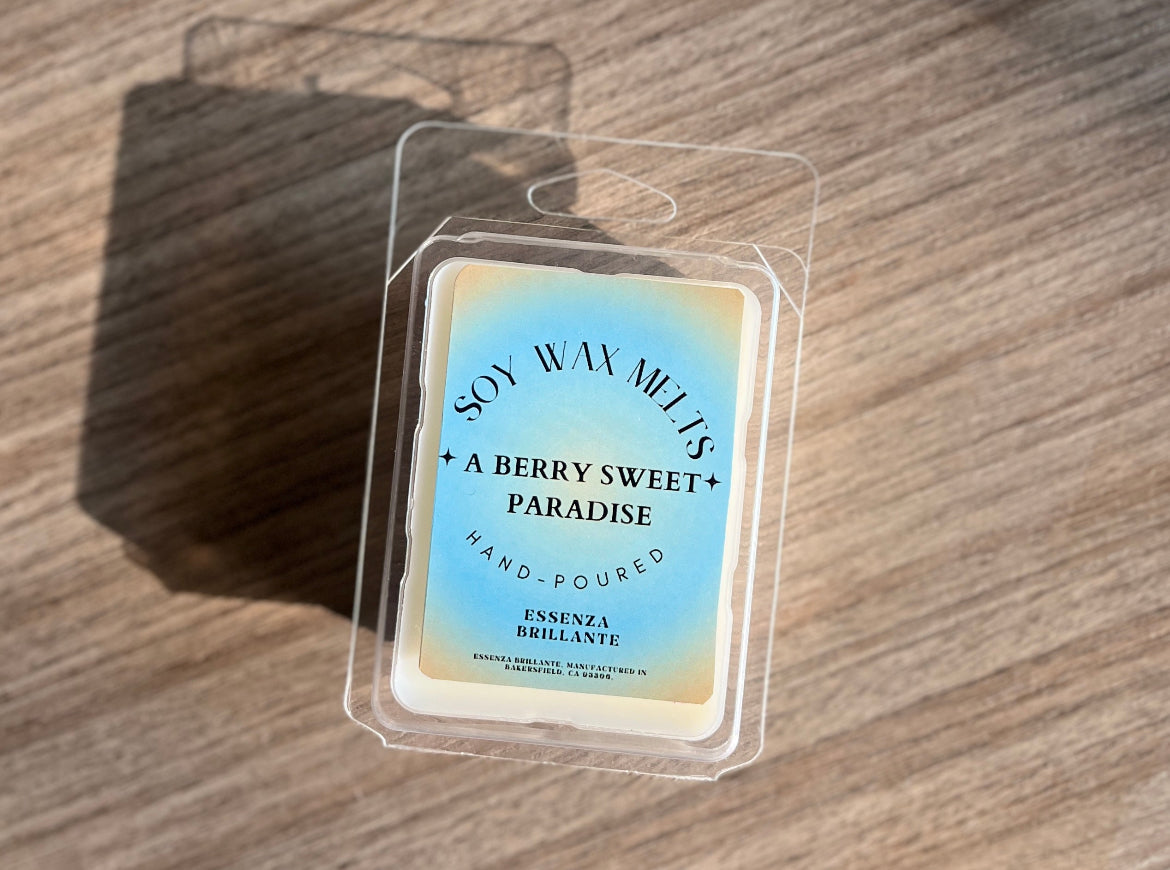 SOY WAX MELTS
A BERRY SWEET
PARADISE
HAND-POURED
ESSENZA
BRILLANTE
ESSENZA BRILLANTE, MANUFACTURED IN
BAKERSFIELD, CA